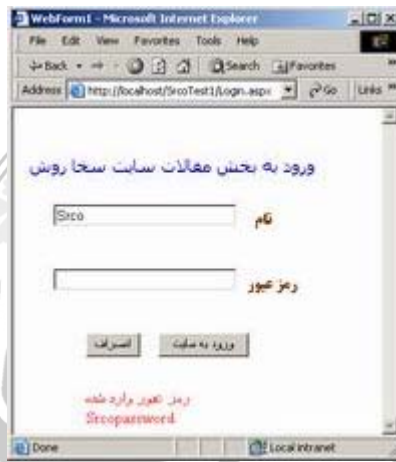 WebForm1 - Microsoft Internet Explorer
File Edit View Favorites Tools Help
Back Search Favorites
Address http://localhost/SrcoTest1/Login.aspx Go Links
ورود به بخش مقالات سایت سخا روش
نام Srco
رمز عبور
ورود به سایت انصراف
رمز عبور وارد شده
Srcopassword
Done Local intranet